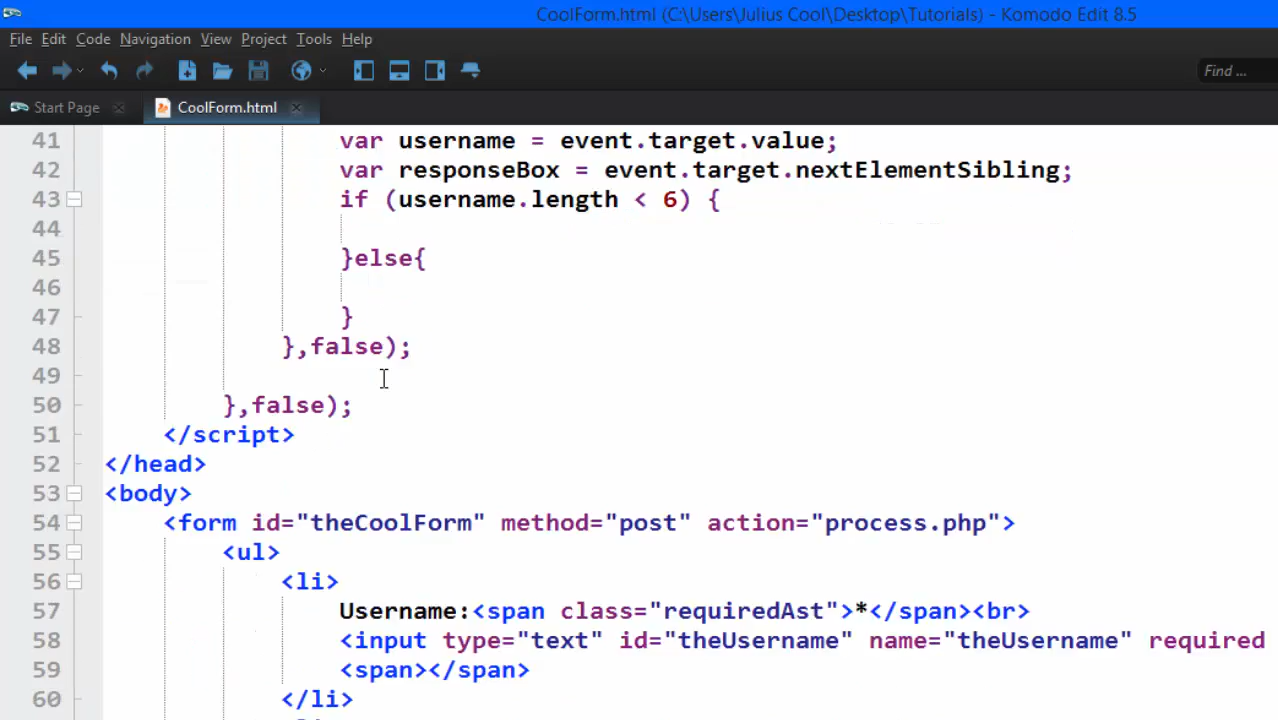 CoolForm.html (C:\Users\Julius Cool\Desktop\Tutorials) - Komodo Edit 8.5
File Edit Code Navigation View Project Tools Help
Find ...
Start Page CoolForm.html
41 var username = event.target.value;
42 var responseBox = event.target.nextElementSibling;
43 if (username.length < 6) {
44
45 }else{
46
47 }
48 },false);
49
50 },false);
51 </script>
52 </head>
53 <body>
54 <form id="theCoolForm" method="post" action="process.php">
55 <ul>
56 <li>
57 Username:<span class="requiredAst">*</span><br>
58 <input type="text" id="theUsername" name="theUsername" required
59 <span></span>
60 </li>